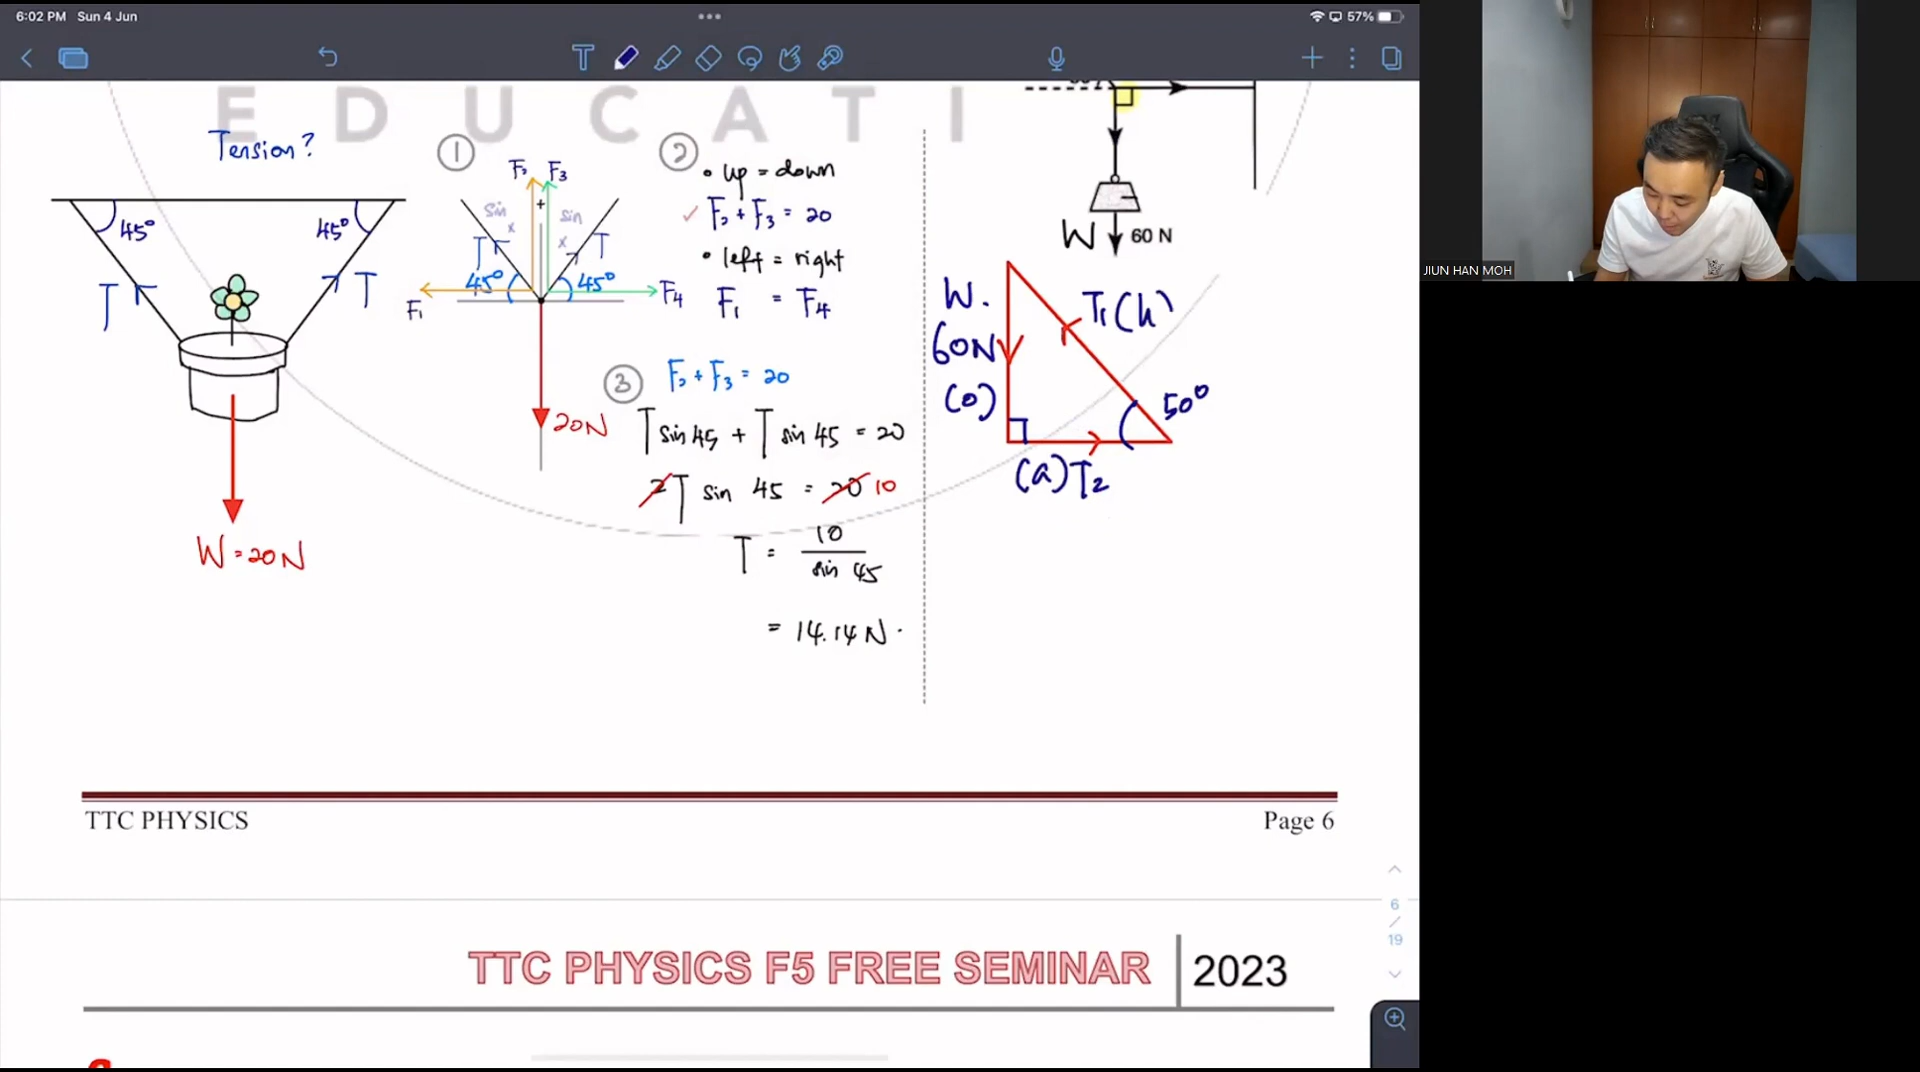 6:02 PM Sun 4 Jun
57%
EDUCATI
Tension?
45°
45°
T
T
W = 20N
①
F₂
F₃
sin
sin
+
x
x
T
T
45°
45°
F₁
F₄
20N
②
• up = down
✓ F₂ + F₃ = 20
• left = right
F₁ = F₄
③
F₂ + F₃ = 20
T sin 45 + T sin 45 = 20
2T sin 45 = 20 10
T = 10 / sin 45
= 14.14 N.
W
60 N
W.
60N
(o)
T₁(h)
50°
(a) T₂
TTC PHYSICS
Page 6
6
/
19
TTC PHYSICS F5 FREE SEMINAR
2023
JIUN HAN MOH